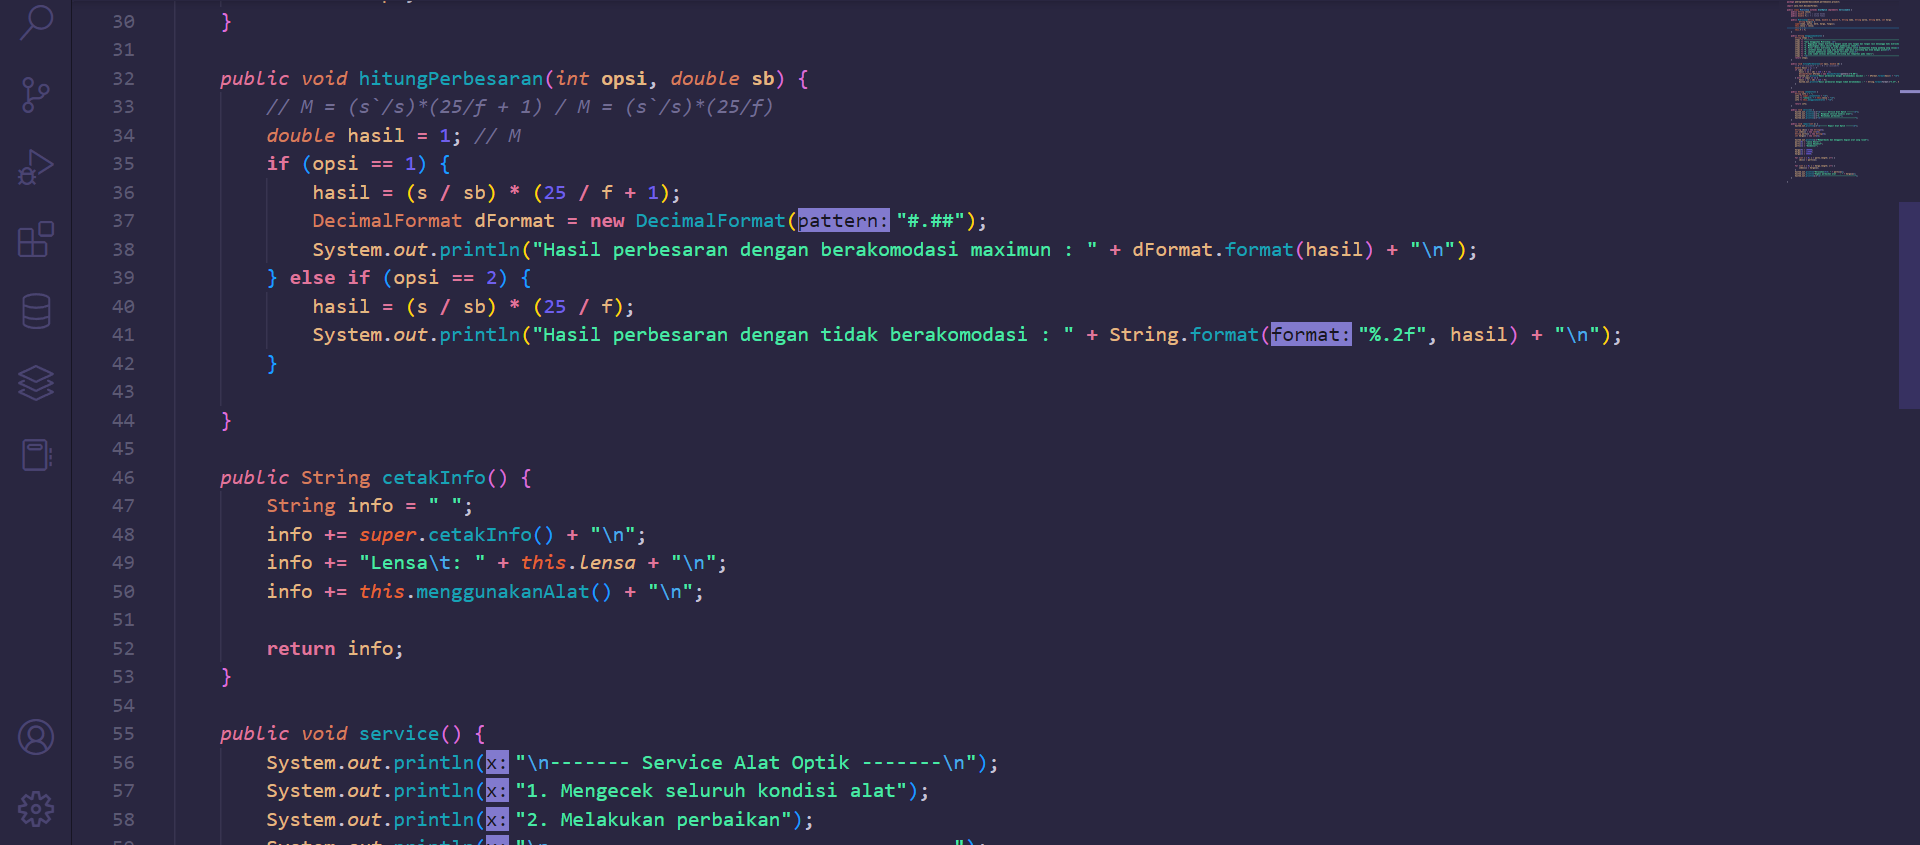 30 }
31
32 public void hitungPerbesaran(int opsi, double sb) {
33 // M = (s`/s)*(25/f + 1) / M = (s`/s)*(25/f)
34 double hasil = 1; // M
35 if (opsi == 1) {
36 hasil = (s / sb) * (25 / f + 1);
37 DecimalFormat dFormat = new DecimalFormat(pattern: "#.##");
38 System.out.println("Hasil perbesaran dengan berakomodasi maximun : " + dFormat.format(hasil) + "\n");
39 } else if (opsi == 2) {
40 hasil = (s / sb) * (25 / f);
41 System.out.println("Hasil perbesaran dengan tidak berakomodasi : " + String.format(format: "%.2f", hasil) + "\n");
42 }
43
44 }
45
46 public String cetakInfo() {
47 String info = " ";
48 info += super.cetakInfo() + "\n";
49 info += "Lensa\t: " + this.lensa + "\n";
50 info += this.menggunakanAlat() + "\n";
51
52 return info;
53 }
54
55 public void service() {
56 System.out.println(x: "\n------- Service Alat Optik -------\n");
57 System.out.println(x: "1. Mengecek seluruh kondisi alat");
58 System.out.println(x: "2. Melakukan perbaikan");